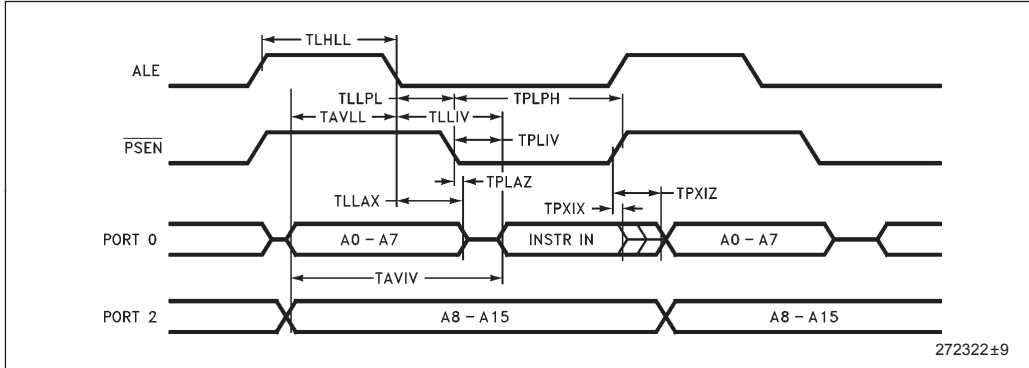 TLHLL
ALE
TLLPL
TPLPH
TAVLL
TLLIV
PSEN
TPLIV
TPLAZ
TLLAX
TPXIZ
TPXIX
PORT 0
A0 – A7
INSTR IN
A0 – A7
TAVIV
PORT 2
A8 – A15
A8 – A15
272322±9